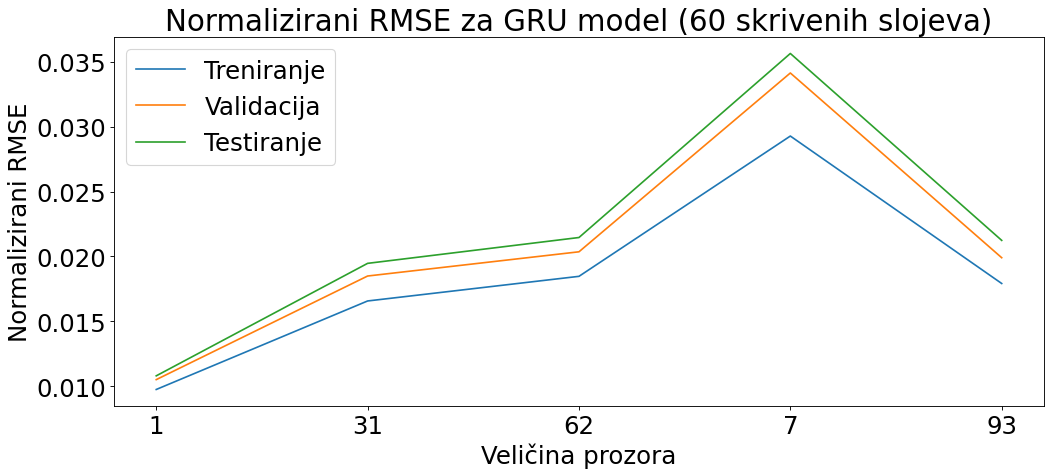 Normalizirani RMSE za GRU model (60 skrivenih slojeva)
Treniranje
Validacija
Testiranje
Normalizirani RMSE
0.035
0.030
0.025
0.020
0.015
0.010
1 31 62 7 93
Veličina prozora